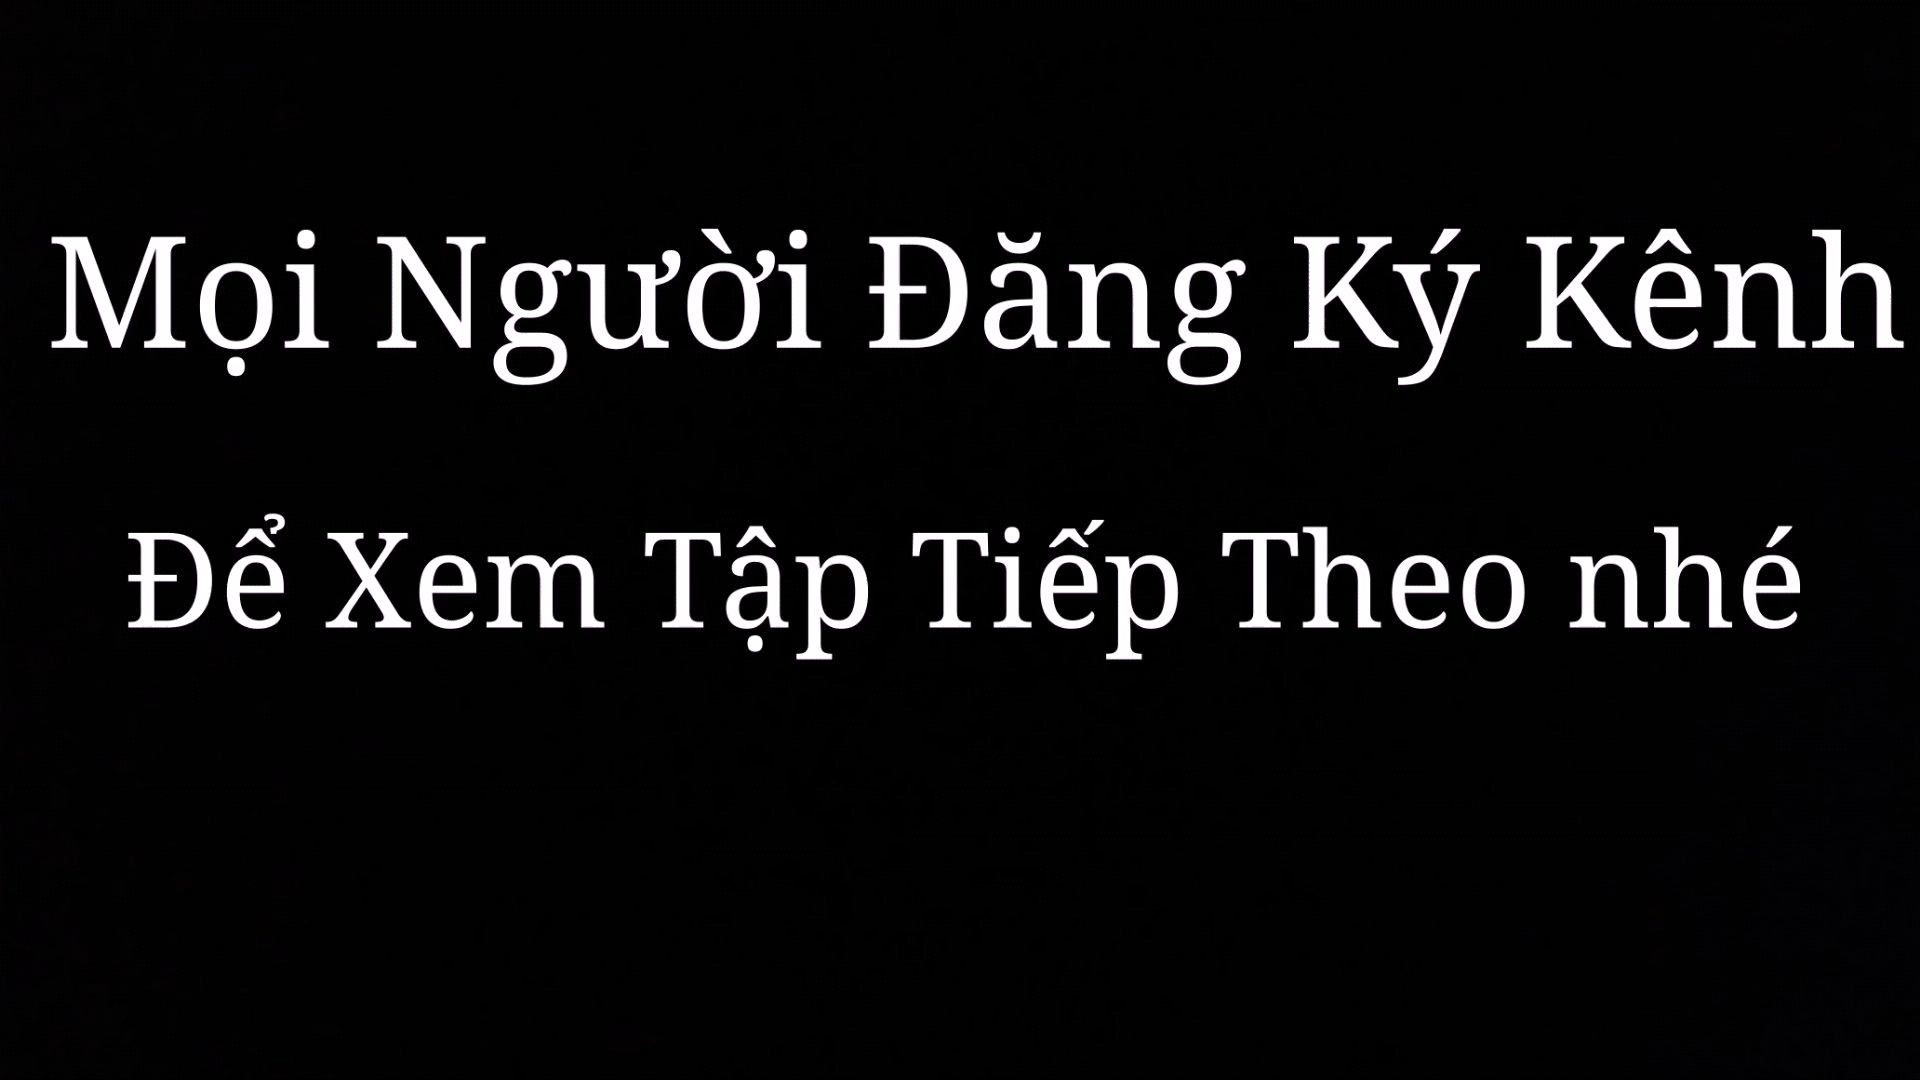 Mọi Người Đăng Ký Kênh
Để Xem Tập Tiếp Theo nhé